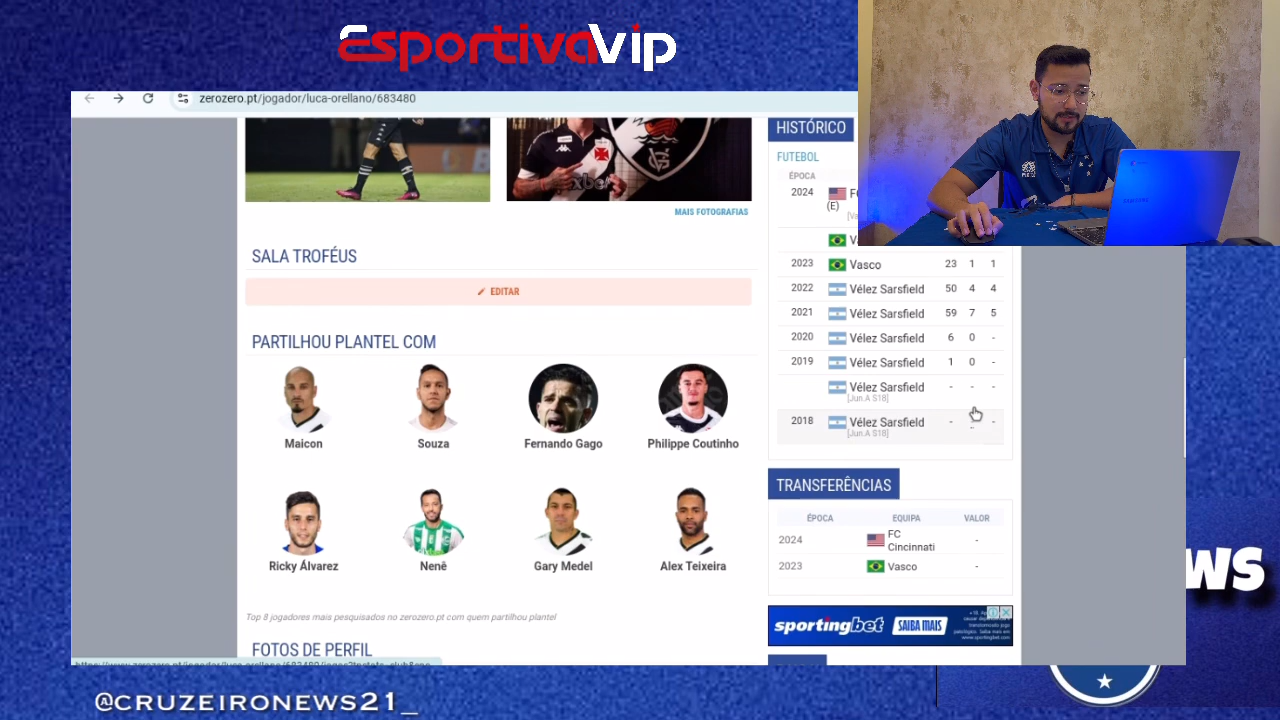 EsportivaVip
zerozero.pt/jogador/luca-orellano/683480
MAIS FOTOGRAFIAS
SALA TROFÉUS
EDITAR
PARTILHOU PLANTEL COM
Maicon
Souza
Fernando Gago
Philippe Coutinho
Ricky Álvarez
Nenê
Gary Medel
Alex Teixeira
Top 8 jogadores mais pesquisados no zerozero.pt com quem partilhou plantel
FOTOS DE PERFIL
HISTÓRICO
FUTEBOL
ÉPOCA
2024
(E)
2023 Vasco 23 1 1
2022 Vélez Sarsfield 50 4 4
2021 Vélez Sarsfield 59 7 5
2020 Vélez Sarsfield 6 0 -
2019 Vélez Sarsfield 1 0 -
Vélez Sarsfield - - -
[Jun.A S18]
2018 Vélez Sarsfield - - -
[Jun.A S18]
TRANSFERÊNCIAS
ÉPOCA EQUIPA VALOR
2024 FC Cincinnati -
2023 Vasco -
sportingbet SAIBA MAIS
WS
@CRUZEIRONEWS21_